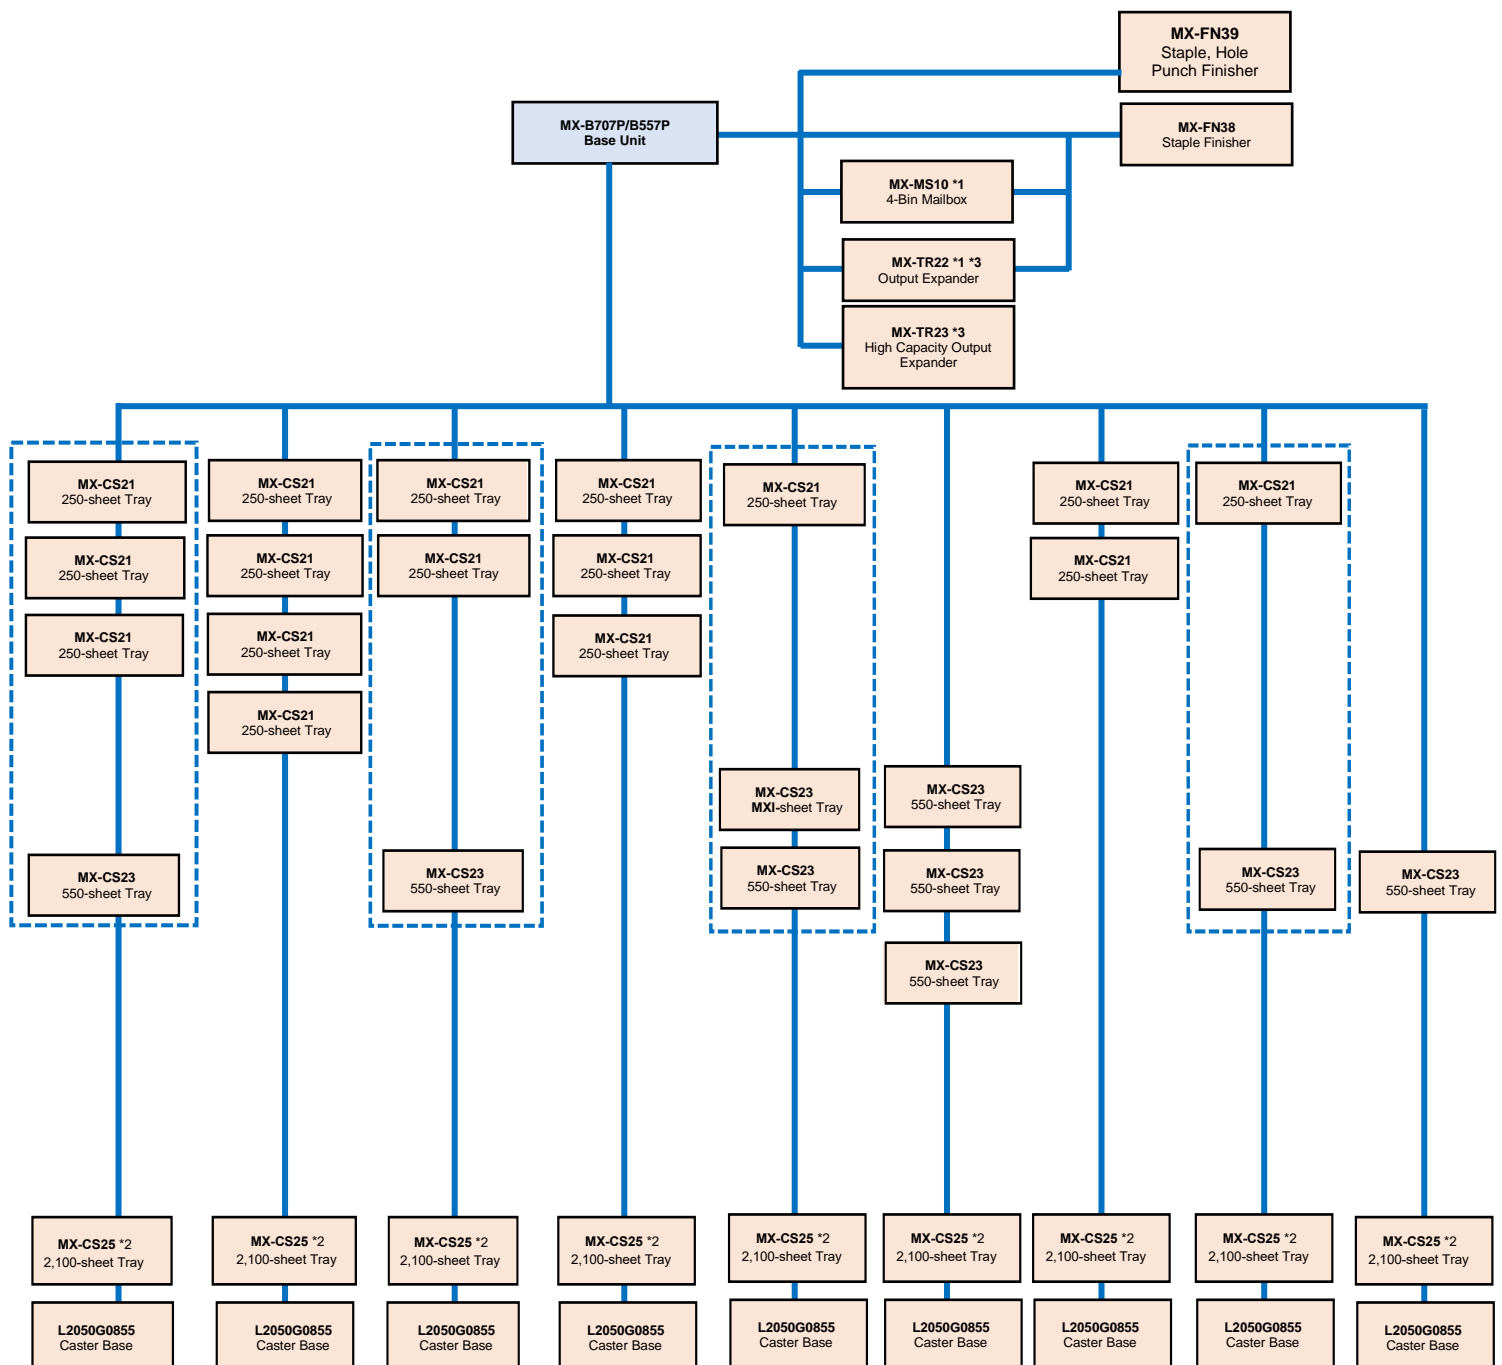 MX-FN39
Staple, Hole
Punch Finisher
MX-B707P/B557P
Base Unit
MX-FN38
Staple Finisher
MX-MS10 *1
4-Bin Mailbox
MX-TR22 *1 *3
Output Expander
MX-TR23 *3
High Capacity Output
Expander
MX-CS21
250-sheet Tray
MX-CS21
250-sheet Tray
MX-CS21
250-sheet Tray
MX-CS23
550-sheet Tray
MX-CS25 *2
2,100-sheet Tray
L2050G0855
Caster Base
MX-CS21
250-sheet Tray
MX-CS21
250-sheet Tray
MX-CS21
250-sheet Tray
MX-CS21
250-sheet Tray
MX-CS25 *2
2,100-sheet Tray
L2050G0855
Caster Base
MX-CS21
250-sheet Tray
MX-CS21
250-sheet Tray
MX-CS23
550-sheet Tray
MX-CS25 *2
2,100-sheet Tray
L2050G0855
Caster Base
MX-CS21
250-sheet Tray
MX-CS21
250-sheet Tray
MX-CS21
250-sheet Tray
MX-CS25 *2
2,100-sheet Tray
L2050G0855
Caster Base
MX-CS21
250-sheet Tray
MX-CS23
MXI-sheet Tray
MX-CS23
550-sheet Tray
MX-CS25 *2
2,100-sheet Tray
L2050G0855
Caster Base
MX-CS23
550-sheet Tray
MX-CS23
550-sheet Tray
MX-CS23
550-sheet Tray
MX-CS25 *2
2,100-sheet Tray
L2050G0855
Caster Base
MX-CS21
250-sheet Tray
MX-CS21
250-sheet Tray
MX-CS25 *2
2,100-sheet Tray
L2050G0855
Caster Base
MX-CS21
250-sheet Tray
MX-CS23
550-sheet Tray
MX-CS25 *2
2,100-sheet Tray
L2050G0855
Caster Base
MX-CS23
550-sheet Tray
MX-CS25 *2
2,100-sheet Tray
L2050G0855
Caster Base